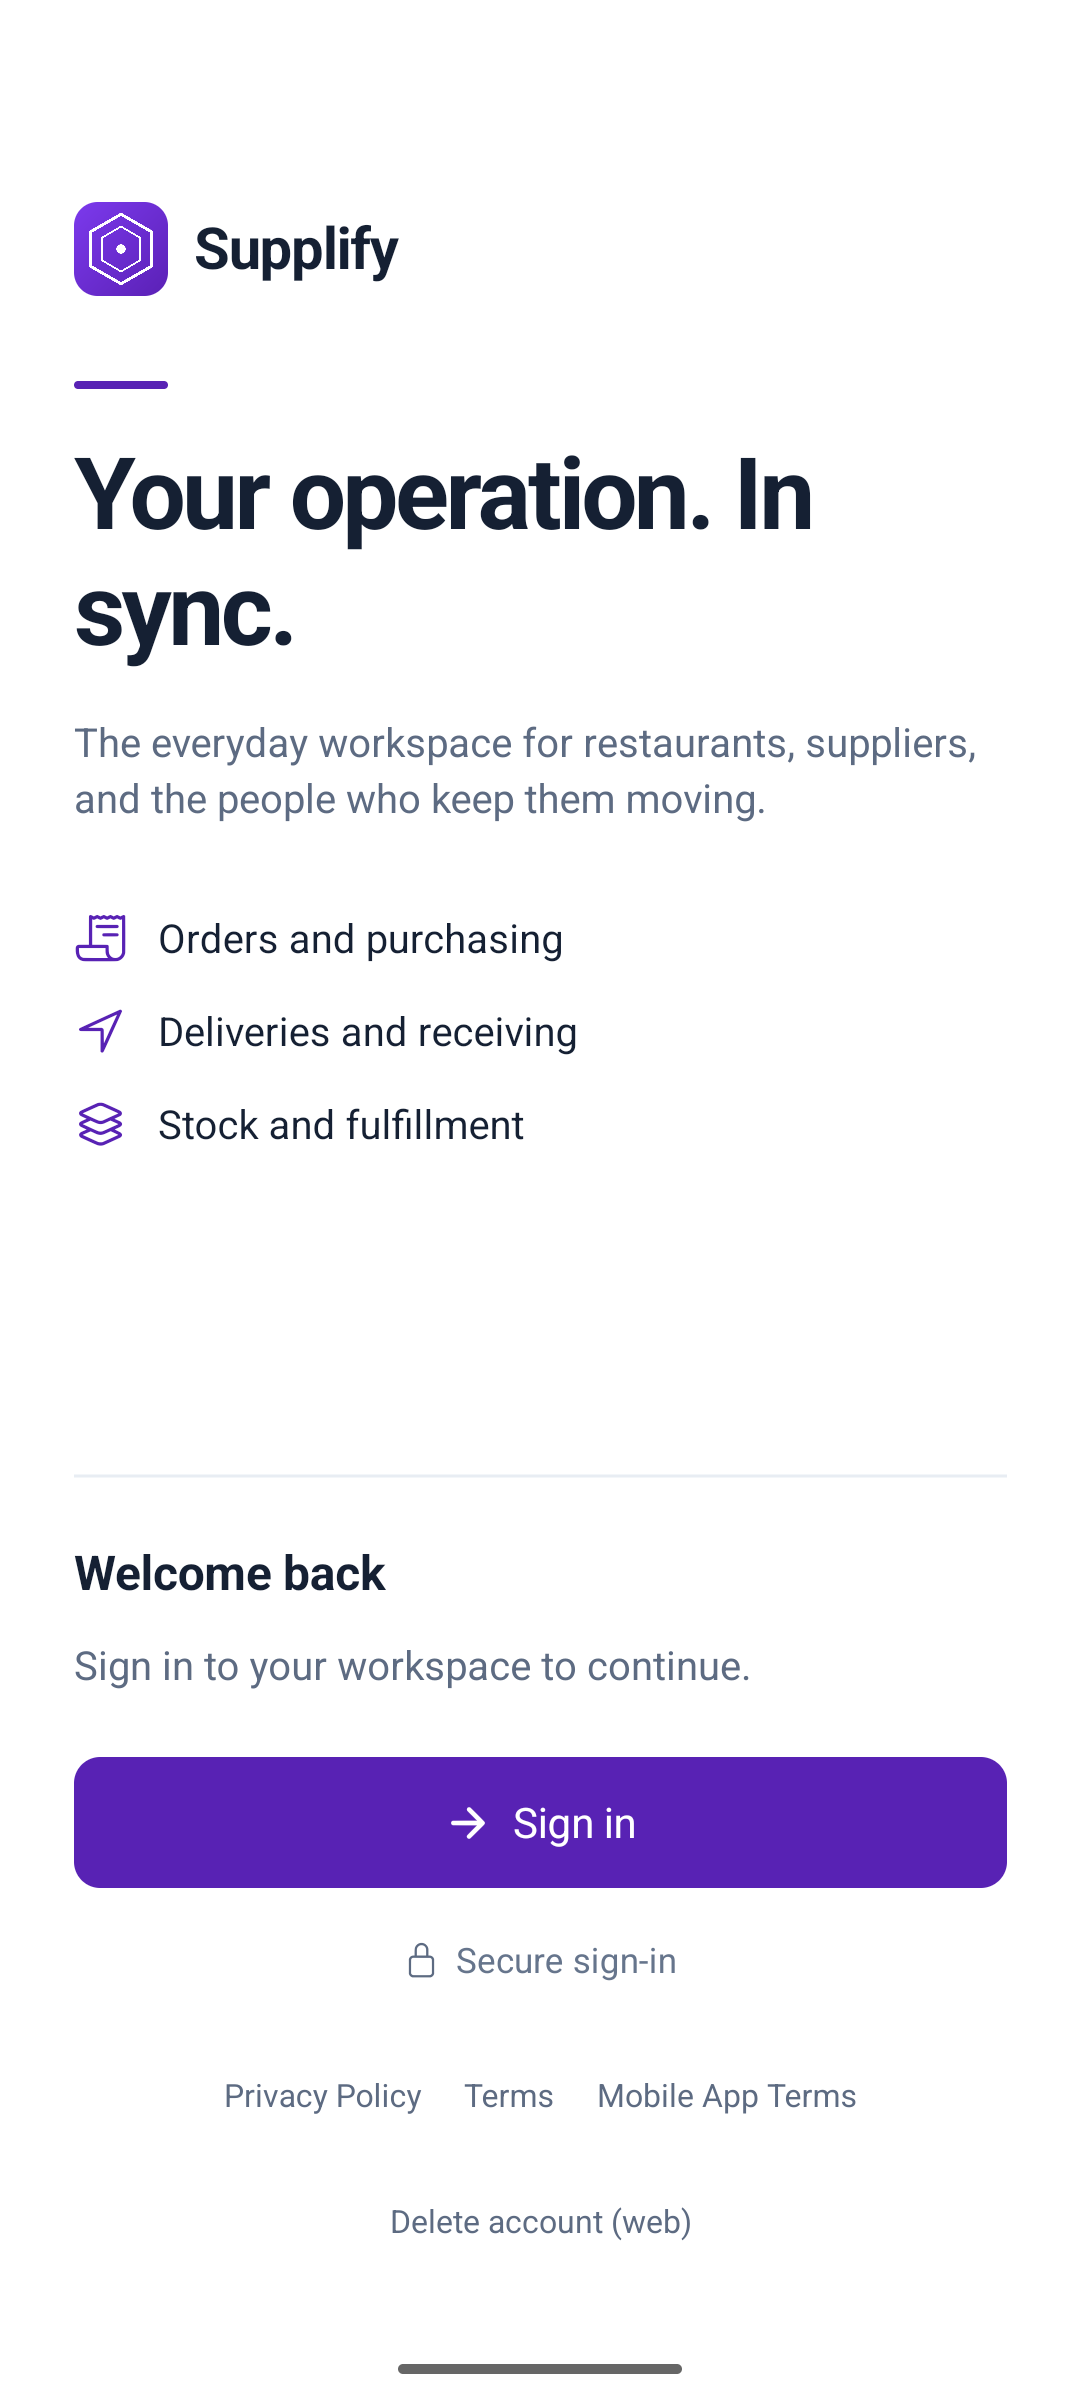 Supplify
Your operation. In
sync.
The everyday workspace for restaurants, suppliers,
and the people who keep them moving.
Orders and purchasing
Deliveries and receiving
Stock and fulfillment
Welcome back
Sign in to your workspace to continue.
Sign in
Secure sign-in
Privacy Policy Terms Mobile App Terms
Delete account (web)